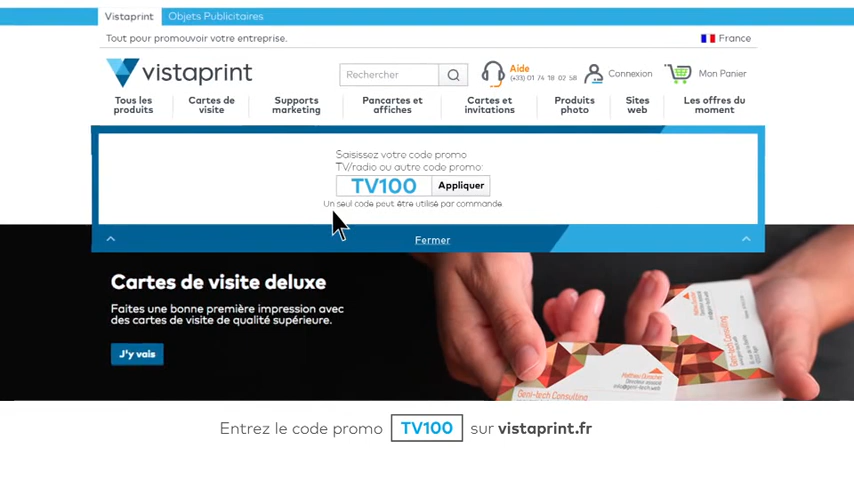 Vistaprint
Objets Publicitaires
Tout pour promouvoir votre entreprise.
France
vistaprint
Rechercher
Aide
(+33) 01 74 18 02 58
Connexion
Mon Panier
Tous les
produits
Cartes de
visite
Supports
marketing
Pancartes et
affiches
Cartes et
invitations
Produits
photo
Sites
web
Les offres du
moment
Saisissez votre code promo
TV/radio ou autre code promo:
TV100
Appliquer
Un seul code peut être utilisé par commande
Fermer
Cartes de visite deluxe
Faites une bonne première impression avec
des cartes de visite de qualité supérieure.
J'y vais
Geni-tech Consulting
Geni-tech Consulting
Entrez le code promo TV100 sur vistaprint.fr